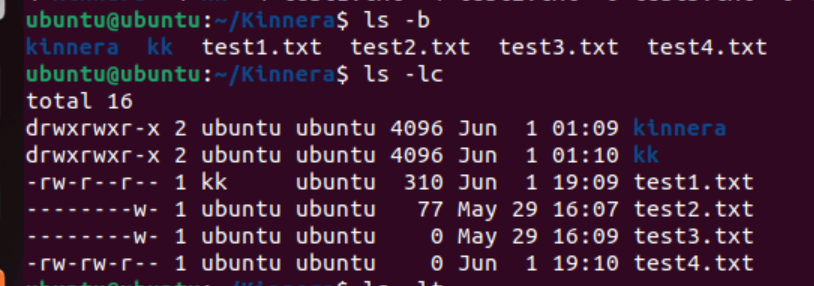 ubuntu@ubuntu:~/Kinnera$ ls -b
kinnera  kk  test1.txt  test2.txt  test3.txt  test4.txt
ubuntu@ubuntu:~/Kinnera$ ls -lc
total 16
drwxrwxr-x 2 ubuntu ubuntu 4096 Jun  1 01:09 kinnera
drwxrwxr-x 2 ubuntu ubuntu 4096 Jun  1 01:10 kk
-rw-r--r-- 1 kk     ubuntu  310 Jun  1 19:09 test1.txt
--------w- 1 ubuntu ubuntu   77 May 29 16:07 test2.txt
--------w- 1 ubuntu ubuntu    0 May 29 16:09 test3.txt
-rw-rw-r-- 1 ubuntu ubuntu    0 Jun  1 19:10 test4.txt